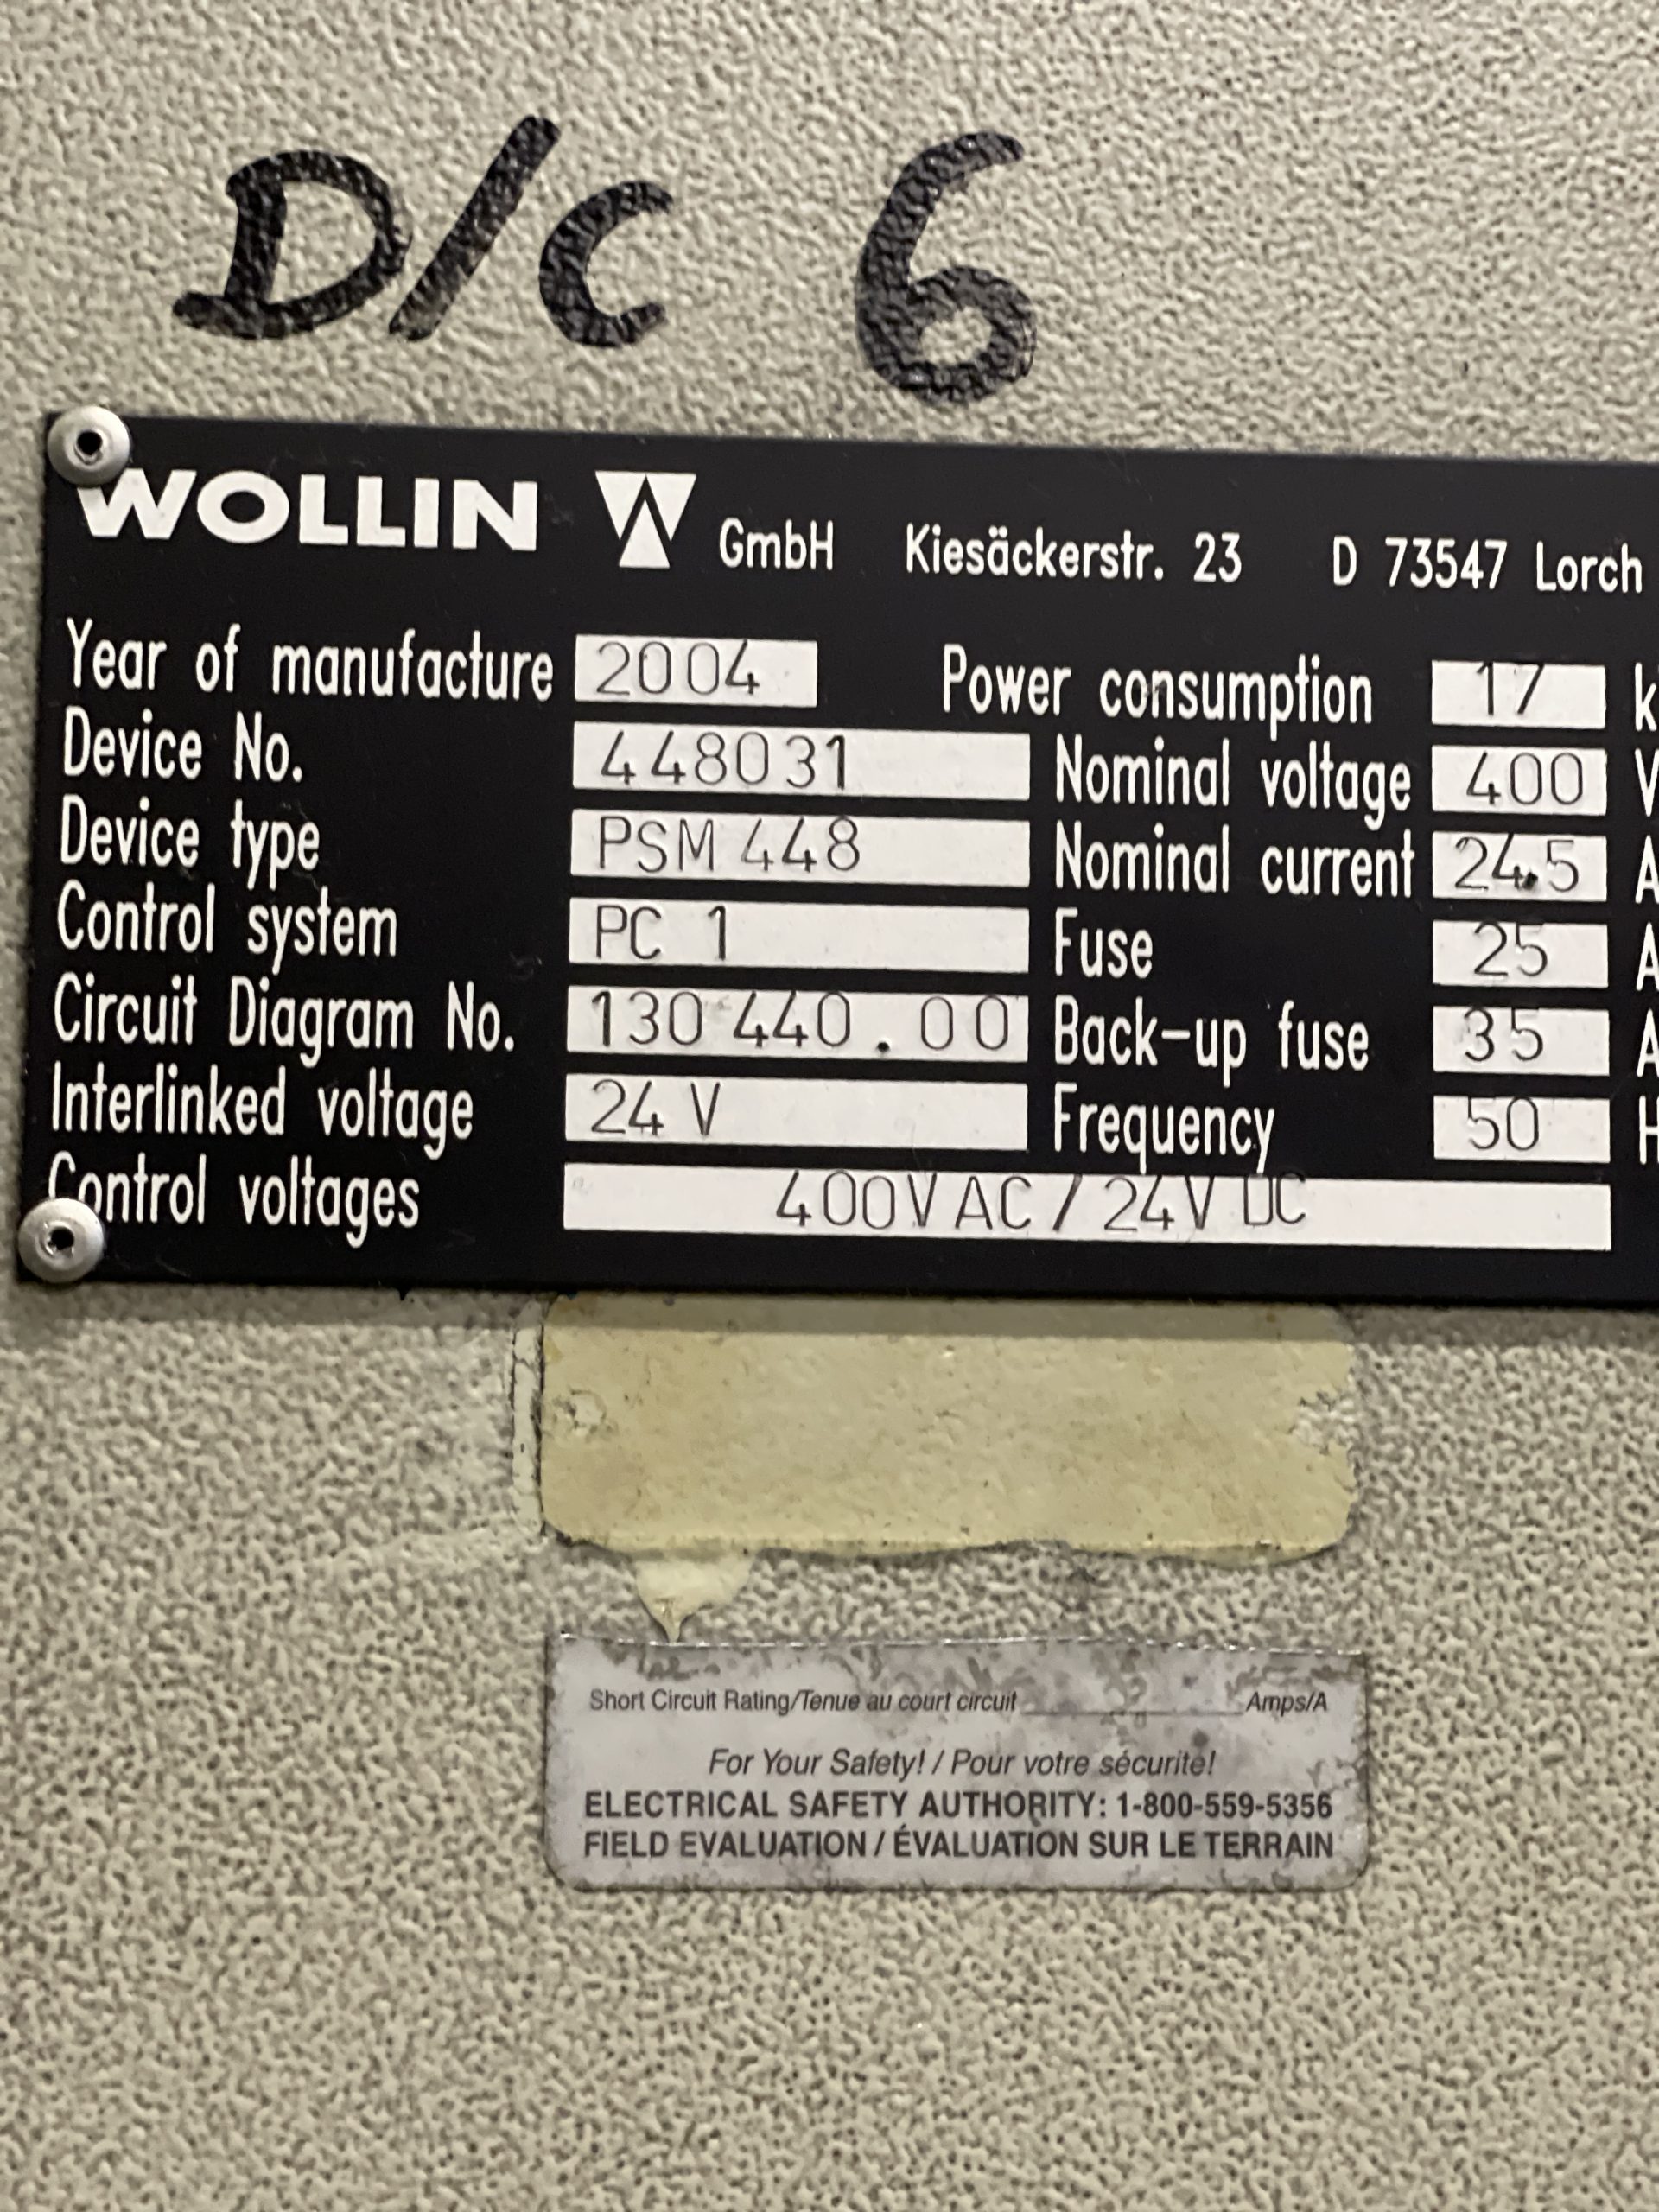 D/C 6
WOLLIN GmbH Kiesäckerstr. 23 D 73547 Lorch
Year of manufacture 2004 Power consumption 17 k
Device No. 448031 Nominal voltage 400 V
Device type PSM 448 Nominal current 24.5 A
Control system PC 1 Fuse 25 A
Circuit Diagram No. 130 440.00 Back-up fuse 35 A
Interlinked voltage 24 V Frequency 50 H
Control voltages 400V AC / 24V DC
Short Circuit Rating/Tenue au court circuit Amps/A
For Your Safety! / Pour votre sécurité!
ELECTRICAL SAFETY AUTHORITY: 1-800-559-5356
FIELD EVALUATION / ÉVALUATION SUR LE TERRAIN